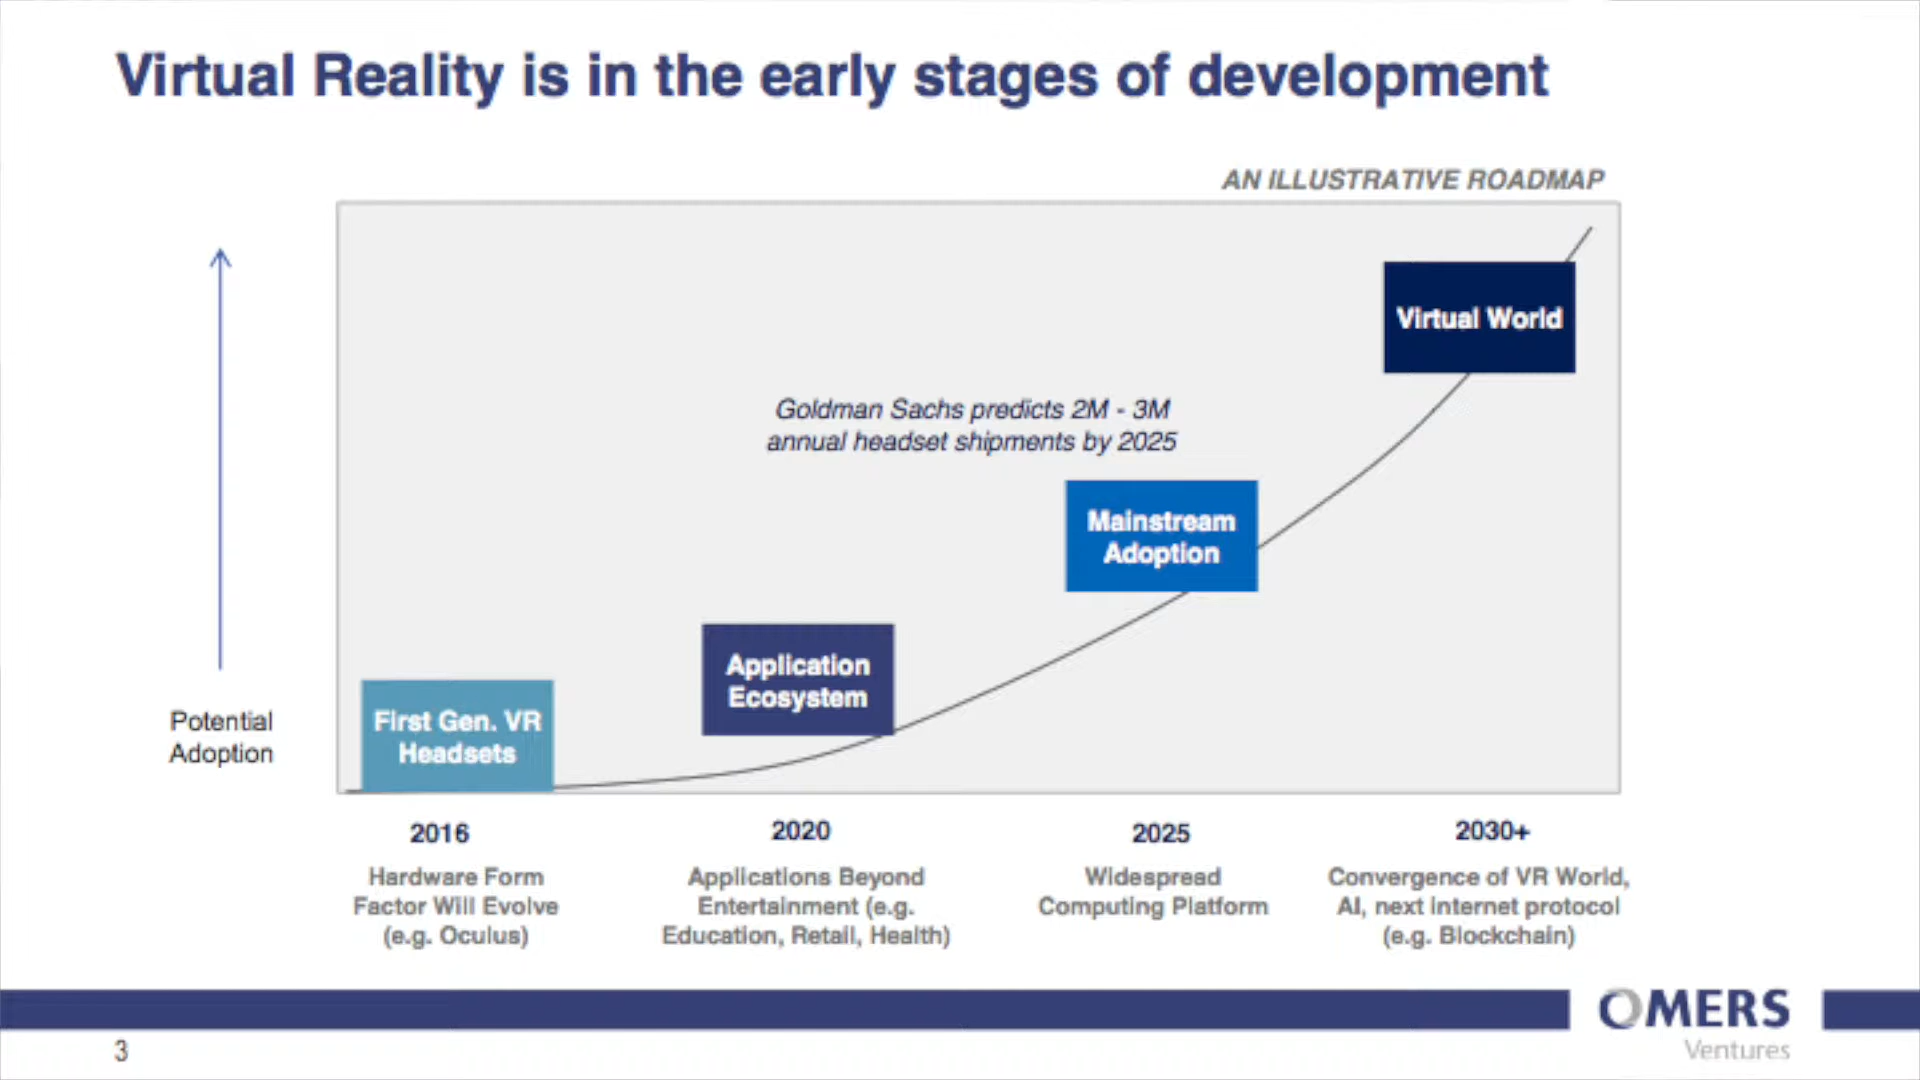 Virtual Reality is in the early stages of development
AN ILLUSTRATIVE ROADMAP
Virtual World
Goldman Sachs predicts 2M - 3M
annual headset shipments by 2025
Mainstream
Adoption
Application
Ecosystem
First Gen. VR
Headsets
Potential
Adoption
2016
Hardware Form
Factor Will Evolve
(e.g. Oculus)
2020
Applications Beyond
Entertainment (e.g.
Education, Retail, Health)
2025
Widespread
Computing Platform
2030+
Convergence of VR World,
AI, next internet protocol
(e.g. Blockchain)
OMERS
Ventures
3